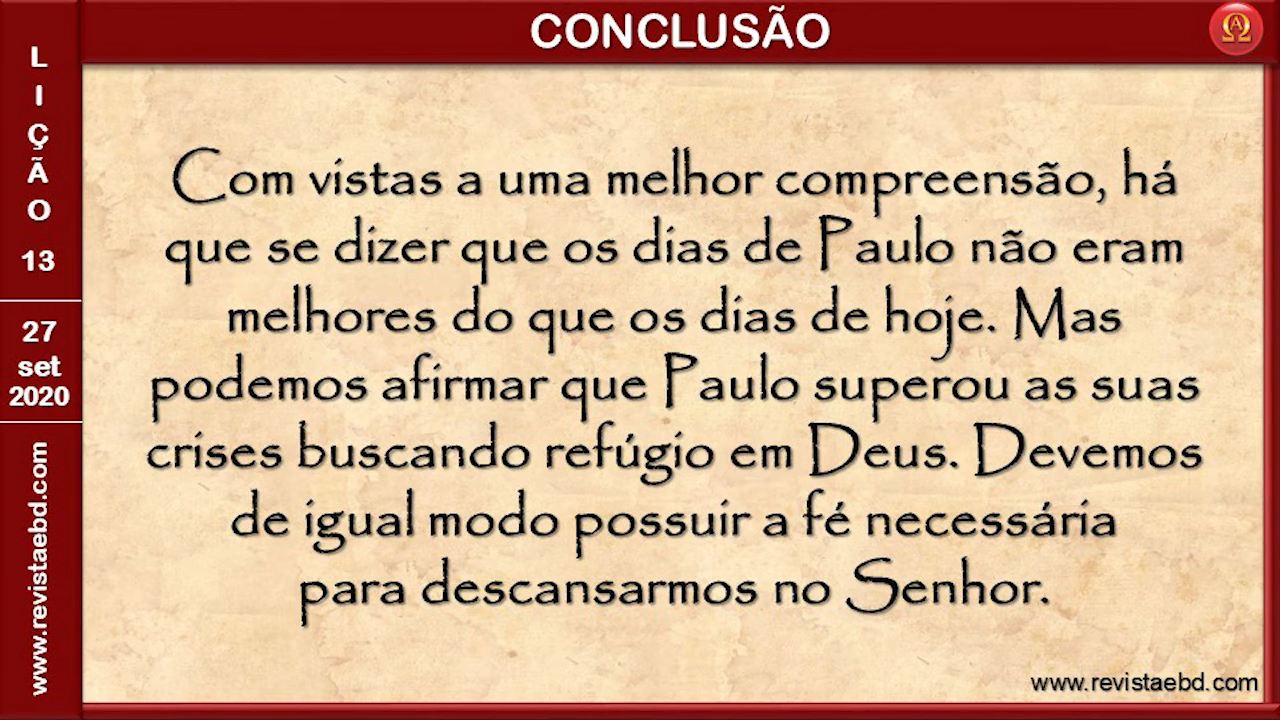 CONCLUSÃO
LIÇÃO
13
27
set
2020
www.revistaebd.com
Com vistas a uma melhor compreensão, há
que se dizer que os dias de Paulo não eram
melhores do que os dias de hoje. Mas
podemos afirmar que Paulo superou as suas
crises buscando refúgio em Deus. Devemos
de igual modo possuir a fé necessária
para descansarmos no Senhor.
www.revistaebd.com